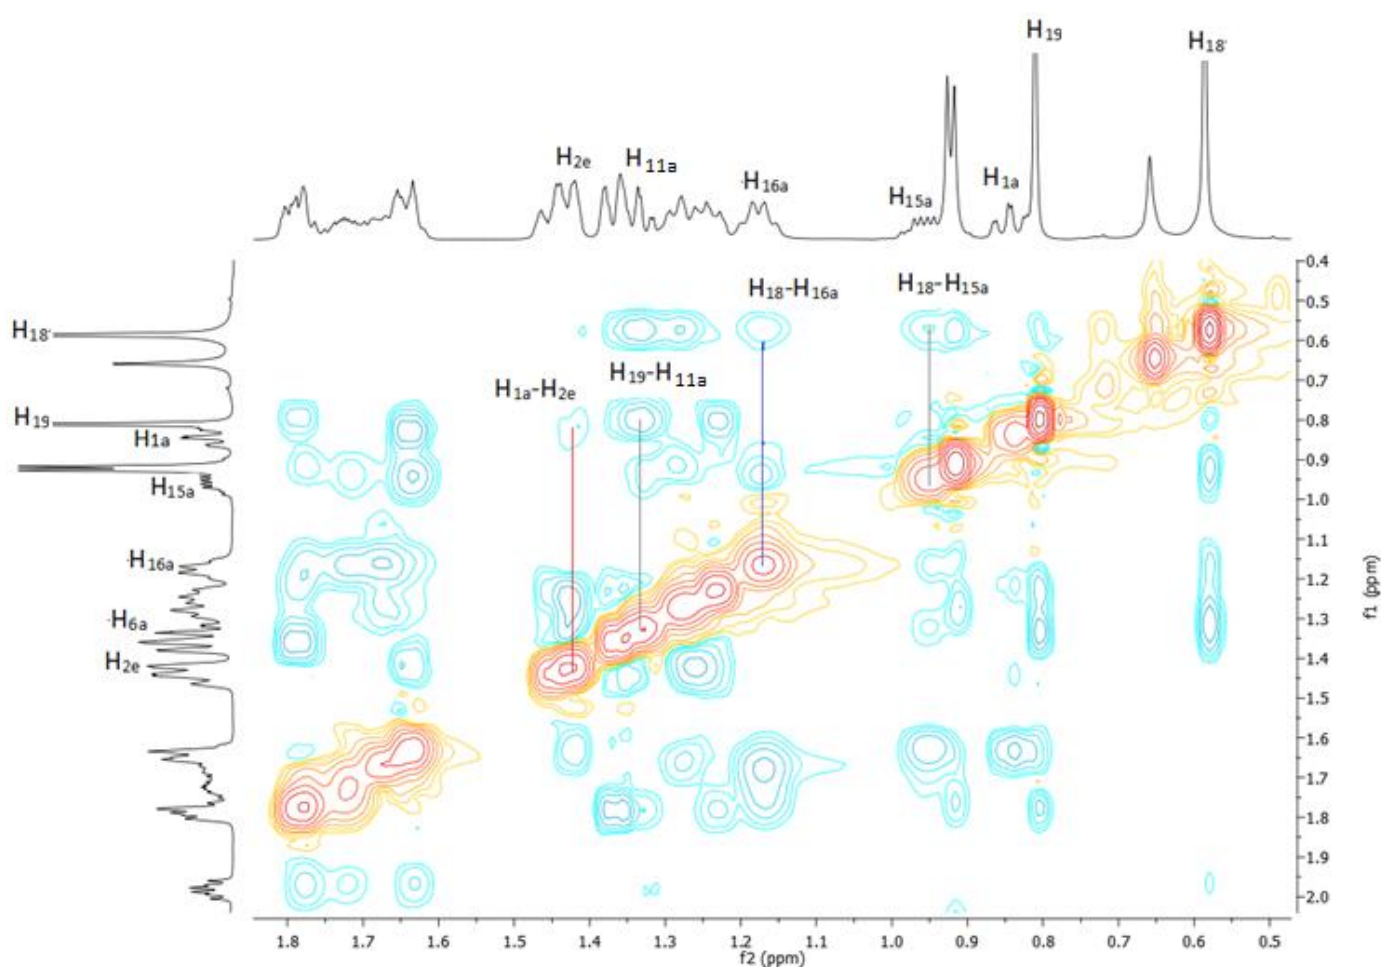 H19
H18'
H2e
H11a
H16a
H15a
H1a
H18-H16a
H18-H15a
H1a-H2e
H19-H11a
H18'
H19
H1a
H15a
H16a
H6a
H2e
0.4
0.5
0.6
0.7
0.8
0.9
1.0
1.1
1.2
1.3
1.4
1.5
1.6
1.7
1.8
1.9
2.0
f1 (ppm)
1.8 1.7 1.6 1.5 1.4 1.3 1.2 1.1 1.0 0.9 0.8 0.7 0.6 0.5
f2 (ppm)